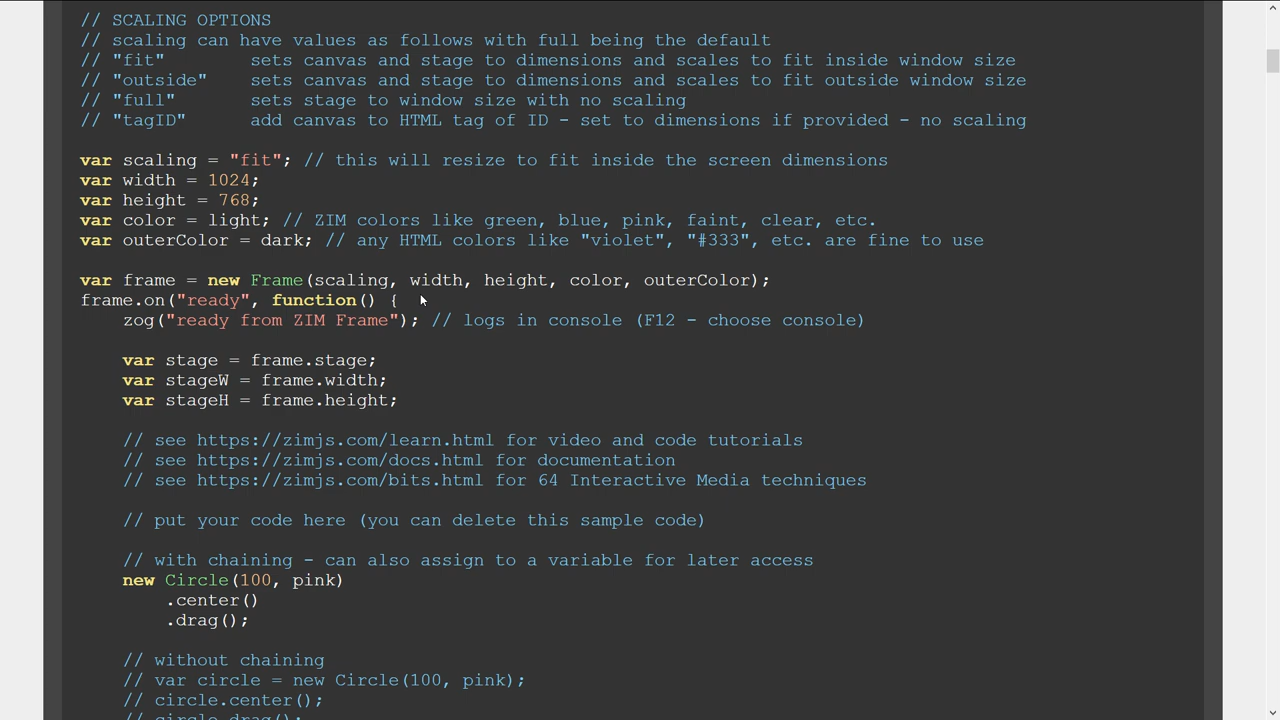 // SCALING OPTIONS
// scaling can have values as follows with full being the default
// "fit"        sets canvas and stage to dimensions and scales to fit inside window size
// "outside"    sets canvas and stage to dimensions and scales to fit outside window size
// "full"       sets stage to window size with no scaling
// "tagID"      add canvas to HTML tag of ID - set to dimensions if provided - no scaling
var scaling = "fit"; // this will resize to fit inside the screen dimensions
var width = 1024;
var height = 768;
var color = light; // ZIM colors like green, blue, pink, faint, clear, etc.
var outerColor = dark; // any HTML colors like "violet", "#333", etc. are fine to use
var frame = new Frame(scaling, width, height, color, outerColor);
frame.on("ready", function() {
    zog("ready from ZIM Frame"); // logs in console (F12 - choose console)
    var stage = frame.stage;
    var stageW = frame.width;
    var stageH = frame.height;
    // see https://zimjs.com/learn.html for video and code tutorials
    // see https://zimjs.com/docs.html for documentation
    // see https://zimjs.com/bits.html for 64 Interactive Media techniques
    // put your code here (you can delete this sample code)
    // with chaining - can also assign to a variable for later access
    new Circle(100, pink)
        .center()
        .drag();
    // without chaining
    // var circle = new Circle(100, pink);
    // circle.center();
    // circle.drag();